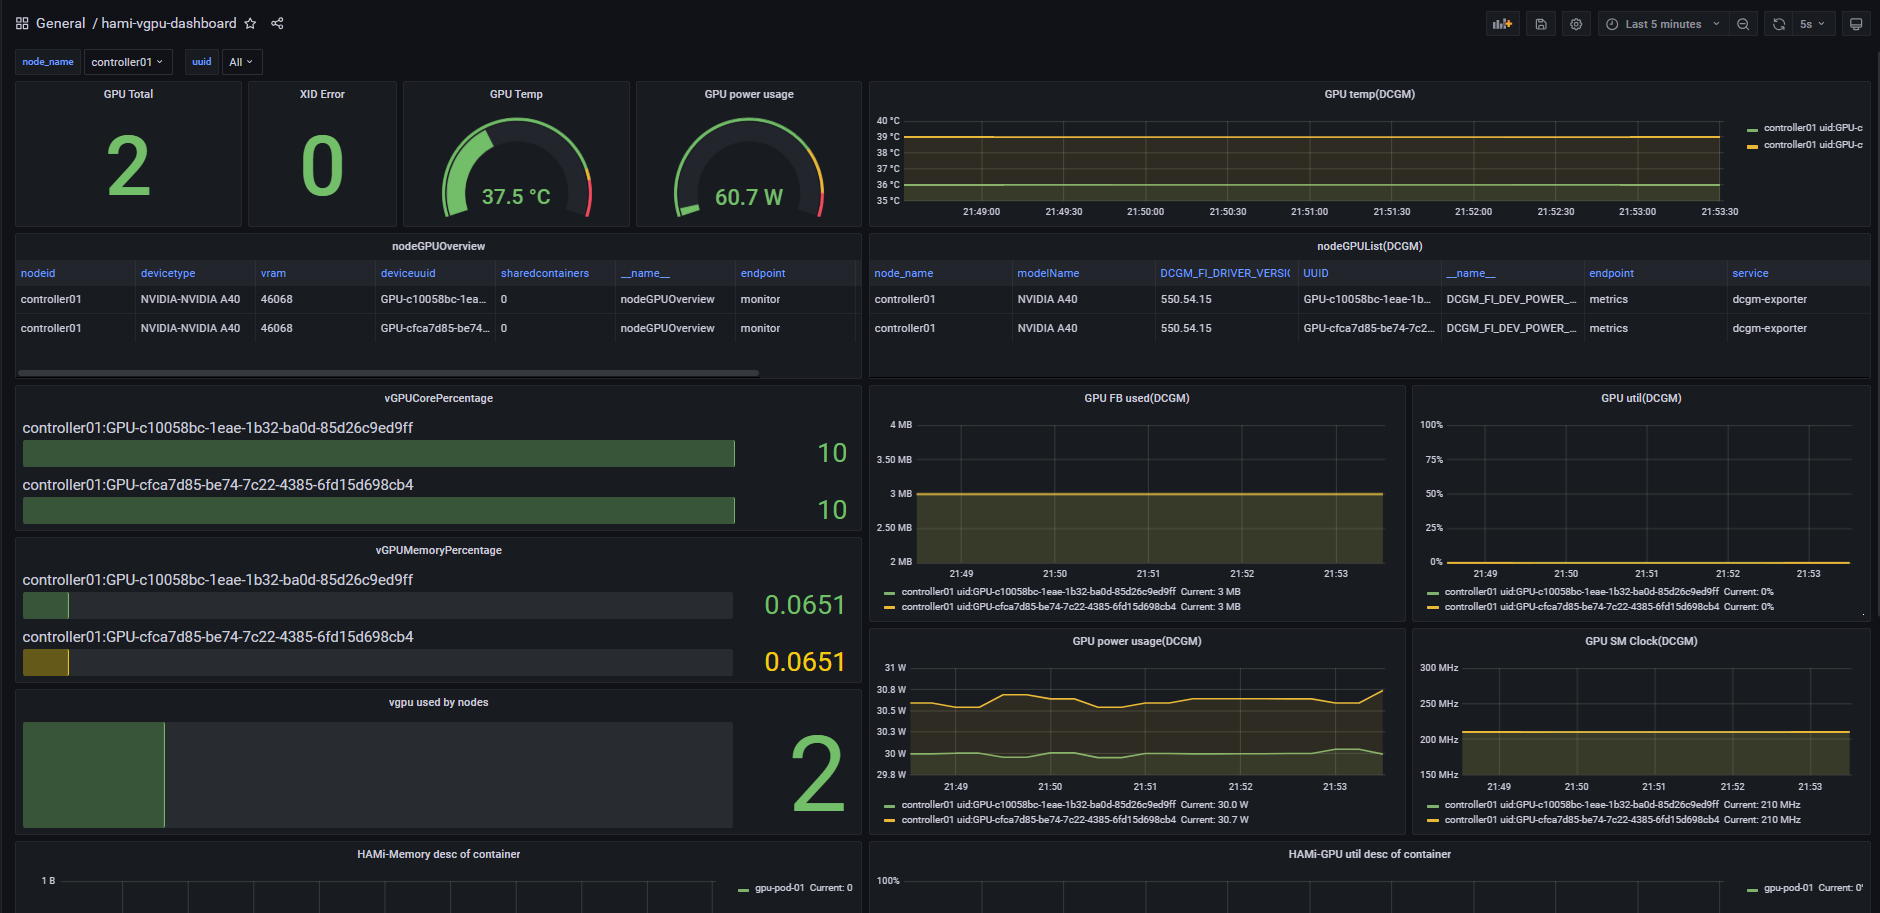 General / hami-vgpu-dashboard
Last 5 minutes
5s
node_name controller01 uuid All
GPU Total
2
XID Error
0
GPU Temp
37.5 °C
GPU power usage
60.7 W
GPU temp(DCGM)
40 °C
39 °C
38 °C
37 °C
36 °C
35 °C
21:49:00 21:49:30 21:50:00 21:50:30 21:51:00 21:51:30 21:52:00 21:52:30 21:53:00 21:53:30
controller01 uid:GPU-c
controller01 uid:GPU-c
nodeGPUOverview
nodeid devicetype vram deviceuuid sharedcontainers __name__ endpoint
controller01 NVIDIA-NVIDIA A40 46068 GPU-c10058bc-1ea... 0 nodeGPUOverview monitor
controller01 NVIDIA-NVIDIA A40 46068 GPU-cfca7d85-be74... 0 nodeGPUOverview monitor
nodeGPUList(DCGM)
node_name modelName DCGM_FI_DRIVER_VERSIC UUID __name__ endpoint service
controller01 NVIDIA A40 550.54.15 GPU-c10058bc-1eae-1b... DCGM_FI_DEV_POWER_... metrics dcgm-exporter
controller01 NVIDIA A40 550.54.15 GPU-cfca7d85-be74-7c2... DCGM_FI_DEV_POWER_... metrics dcgm-exporter
vGPUCorePercentage
controller01:GPU-c10058bc-1eae-1b32-ba0d-85d26c9ed9ff
10
controller01:GPU-cfca7d85-be74-7c22-4385-6fd15d698cb4
10
vGPUMemoryPercentage
controller01:GPU-c10058bc-1eae-1b32-ba0d-85d26c9ed9ff
0.0651
controller01:GPU-cfca7d85-be74-7c22-4385-6fd15d698cb4
0.0651
vgpu used by nodes
2
GPU FB used(DCGM)
4 MB
3.50 MB
3 MB
2.50 MB
2 MB
21:49 21:50 21:51 21:52 21:53
controller01 uid:GPU-c10058bc-1eae-1b32-ba0d-85d26c9ed9ff Current: 3 MB
controller01 uid:GPU-cfca7d85-be74-7c22-4385-6fd15d698cb4 Current: 3 MB
GPU util(DCGM)
100%
75%
50%
25%
0%
21:49 21:50 21:51 21:52 21:53
controller01 uid:GPU-c10058bc-1eae-1b32-ba0d-85d26c9ed9ff Current: 0%
controller01 uid:GPU-cfca7d85-be74-7c22-4385-6fd15d698cb4 Current: 0%
GPU power usage(DCGM)
31 W
30.8 W
30.5 W
30.3 W
30 W
29.8 W
21:49 21:50 21:51 21:52 21:53
controller01 uid:GPU-c10058bc-1eae-1b32-ba0d-85d26c9ed9ff Current: 30.0 W
controller01 uid:GPU-cfca7d85-be74-7c22-4385-6fd15d698cb4 Current: 30.7 W
GPU SM Clock(DCGM)
300 MHz
250 MHz
200 MHz
150 MHz
21:49 21:50 21:51 21:52 21:53
controller01 uid:GPU-c10058bc-1eae-1b32-ba0d-85d26c9ed9ff Current: 210 MHz
controller01 uid:GPU-cfca7d85-be74-7c22-4385-6fd15d698cb4 Current: 210 MHz
HAMi-Memory desc of container
1 B
gpu-pod-01 Current: 0
HAMi-GPU util desc of container
100%
gpu-pod-01 Current: 0